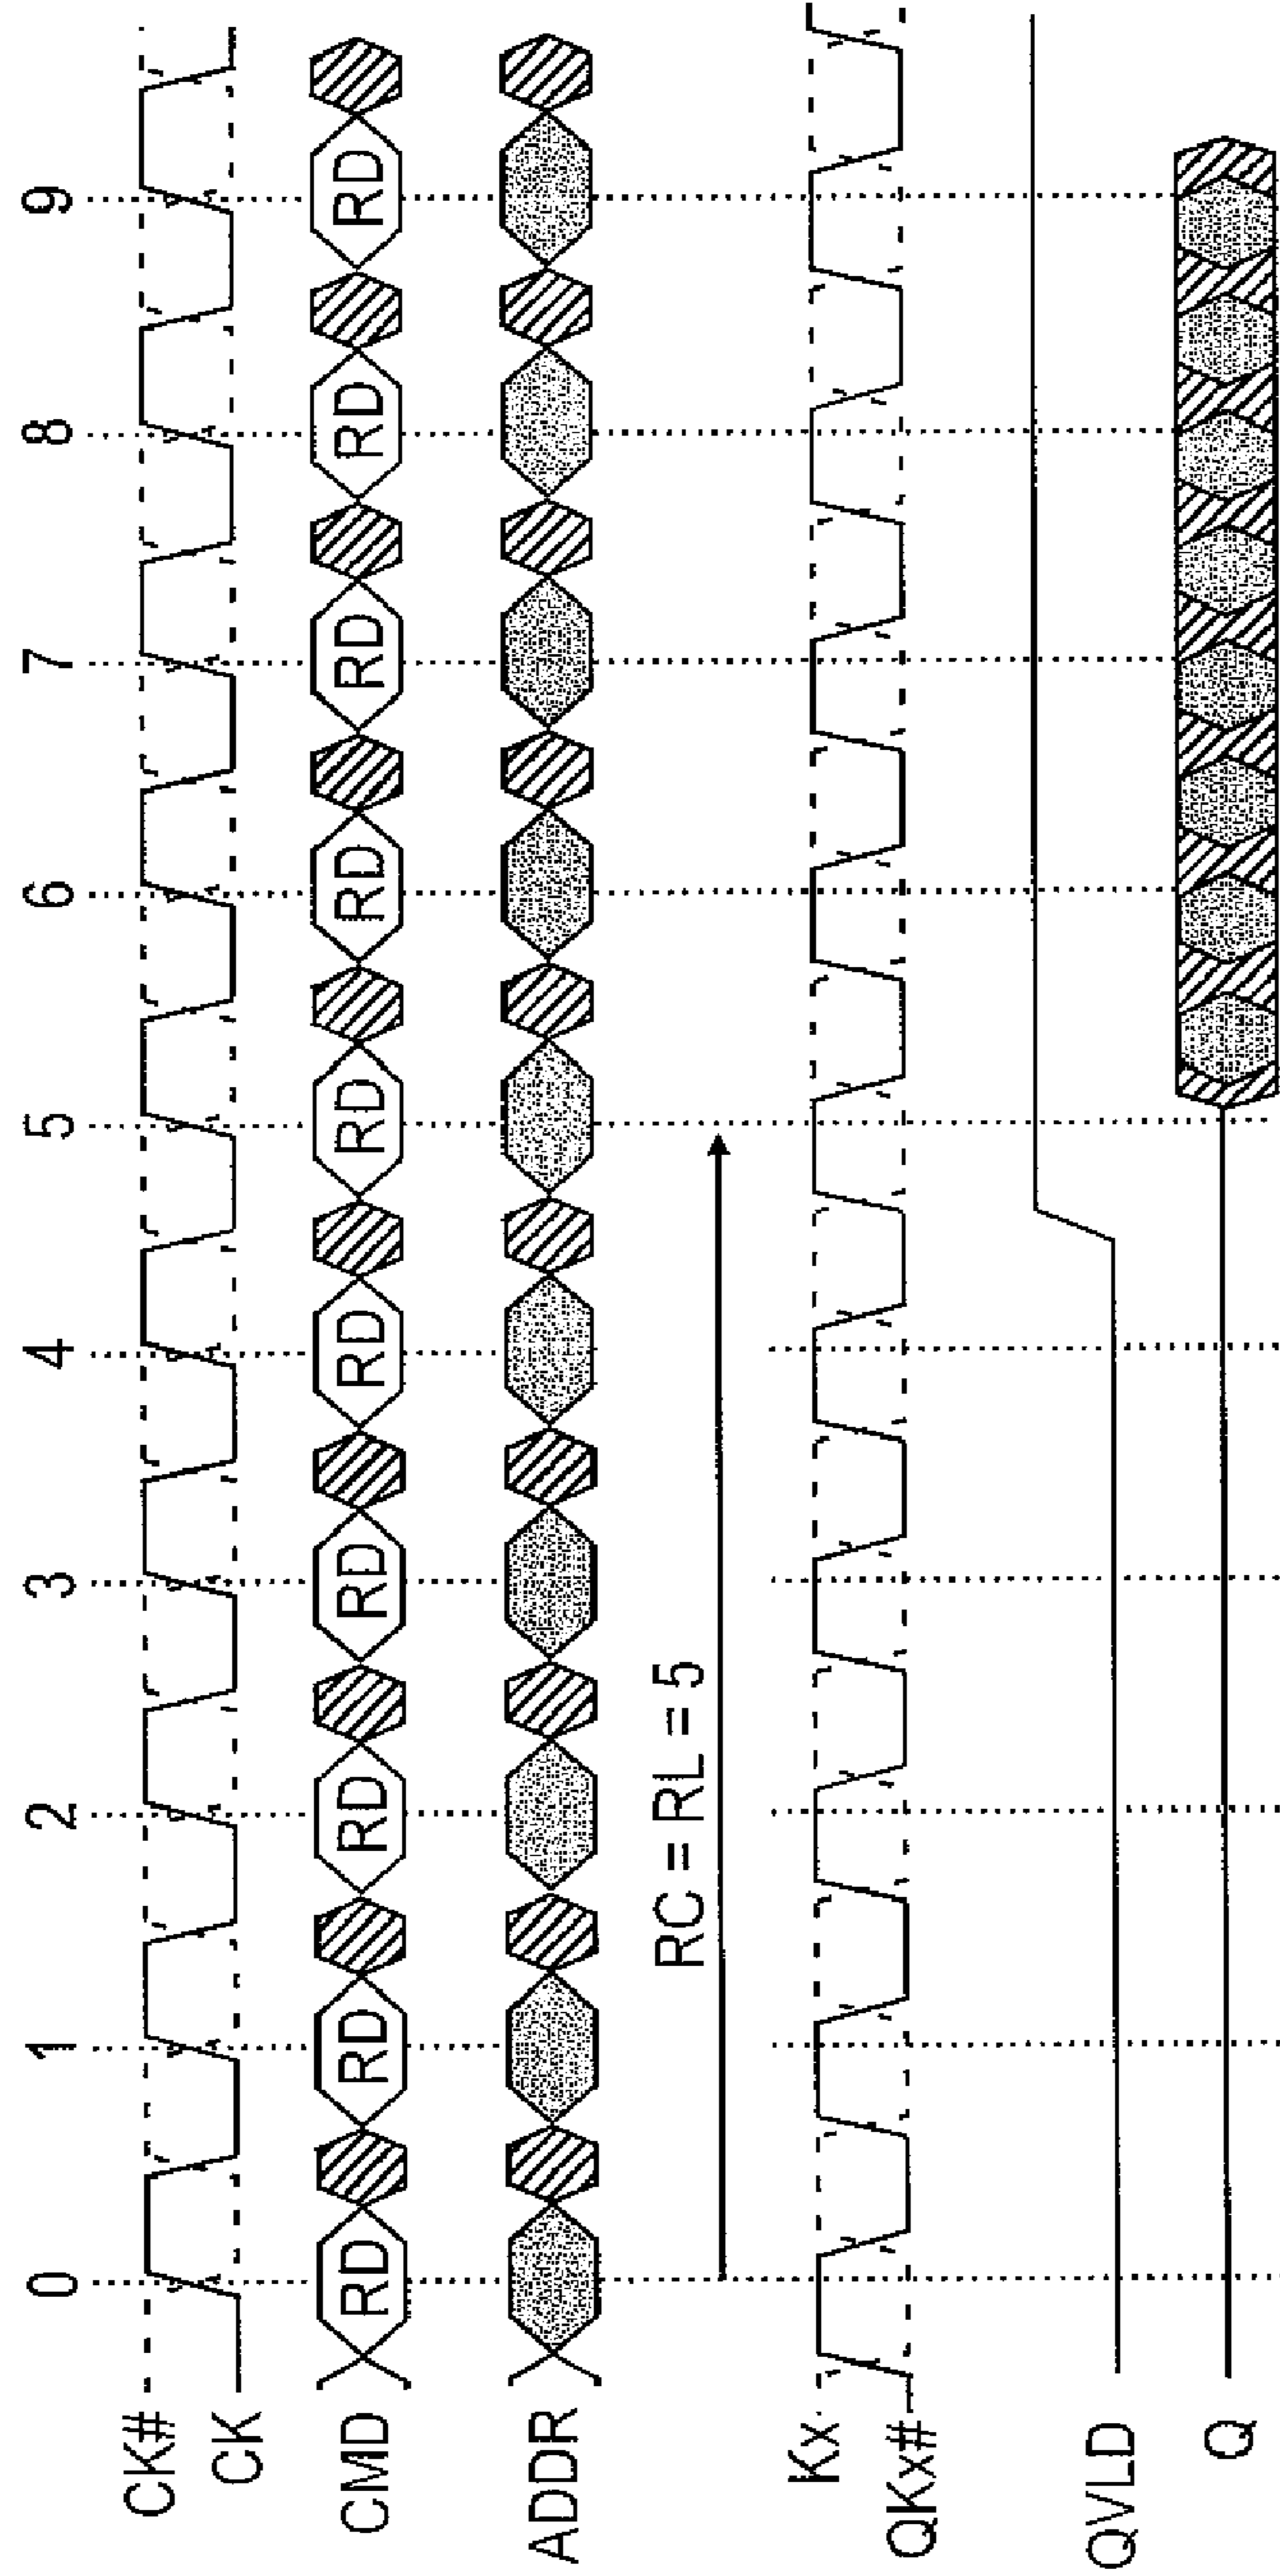 0 1 2 3 4 5 6 7 8 9
CK#
CK
CMD RD RD RD RD RD RD RD RD RD RD
ADDR
RC = RL = 5
Kx
QKx#
QVLD
Q